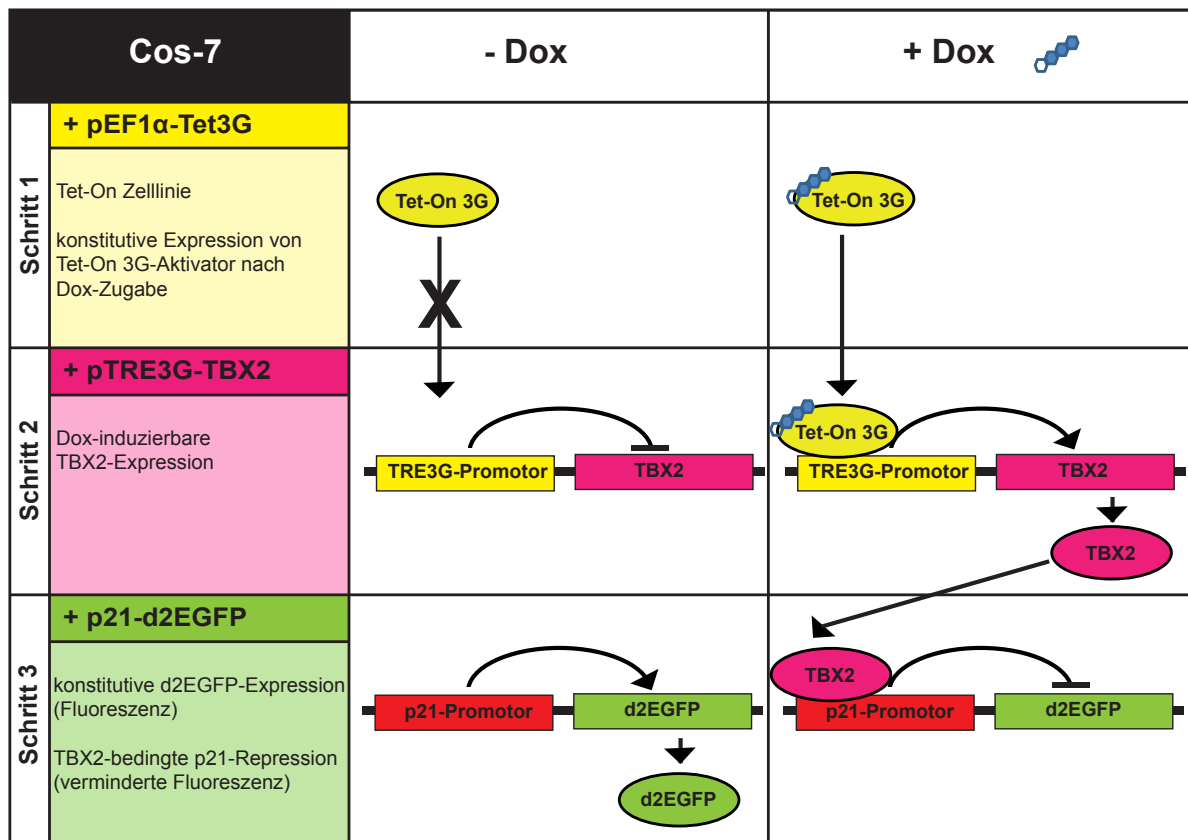 Cos-7
- Dox
+ Dox
Schritt 1
+ pEF1α-Tet3G
Tet-On Zelllinie
konstitutive Expression von
Tet-On 3G-Aktivator nach
Dox-Zugabe
Tet-On 3G
X
Tet-On 3G
Schritt 2
+ pTRE3G-TBX2
Dox-induzierbare
TBX2-Expression
TRE3G-Promotor
TBX2
Tet-On 3G
TRE3G-Promotor
TBX2
TBX2
Schritt 3
+ p21-d2EGFP
konstitutive d2EGFP-Expression
(Fluoreszenz)
TBX2-bedingte p21-Repression
(verminderte Fluoreszenz)
p21-Promotor
d2EGFP
d2EGFP
TBX2
p21-Promotor
d2EGFP